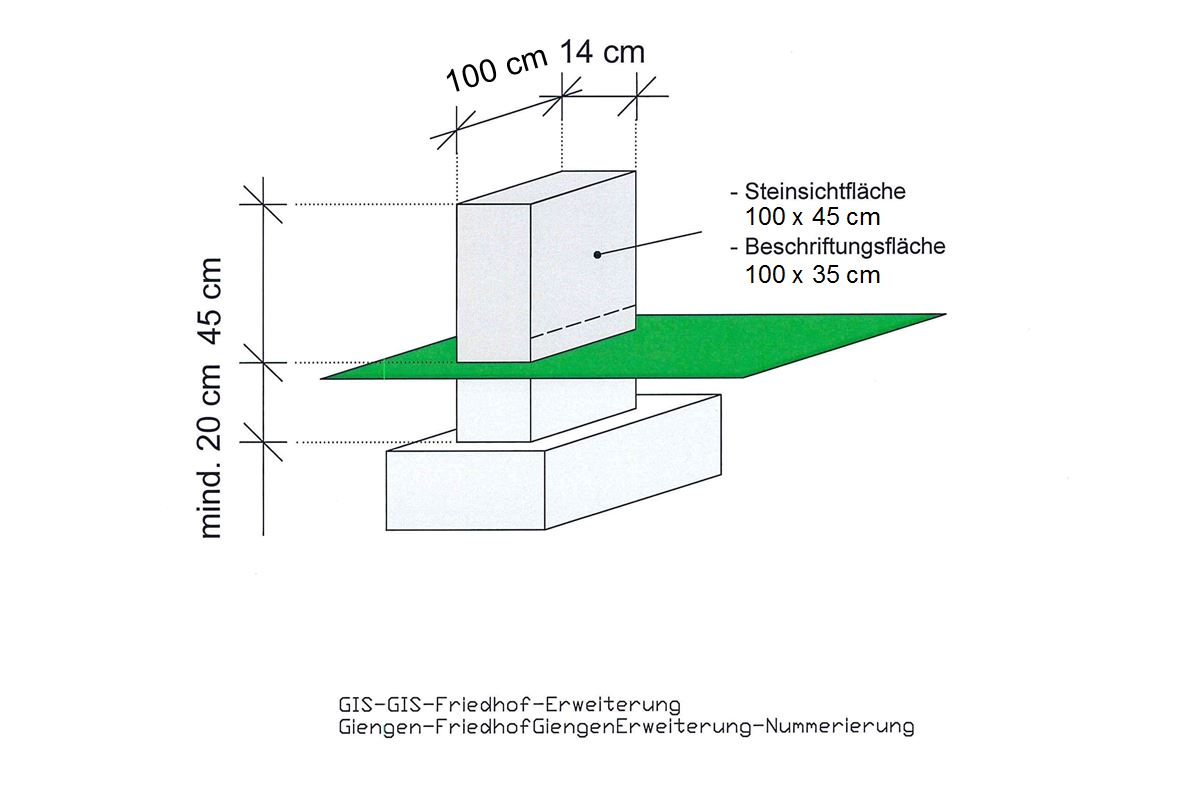 100 cm
14 cm
- Steinsichtfläche
100 x 45 cm
- Beschriftungsfläche
100 x 35 cm
45 cm
mind. 20 cm
GIS-GIS-Friedhof-Erweiterung
Giengen-FriedhofGiengenErweiterung-Nummerierung